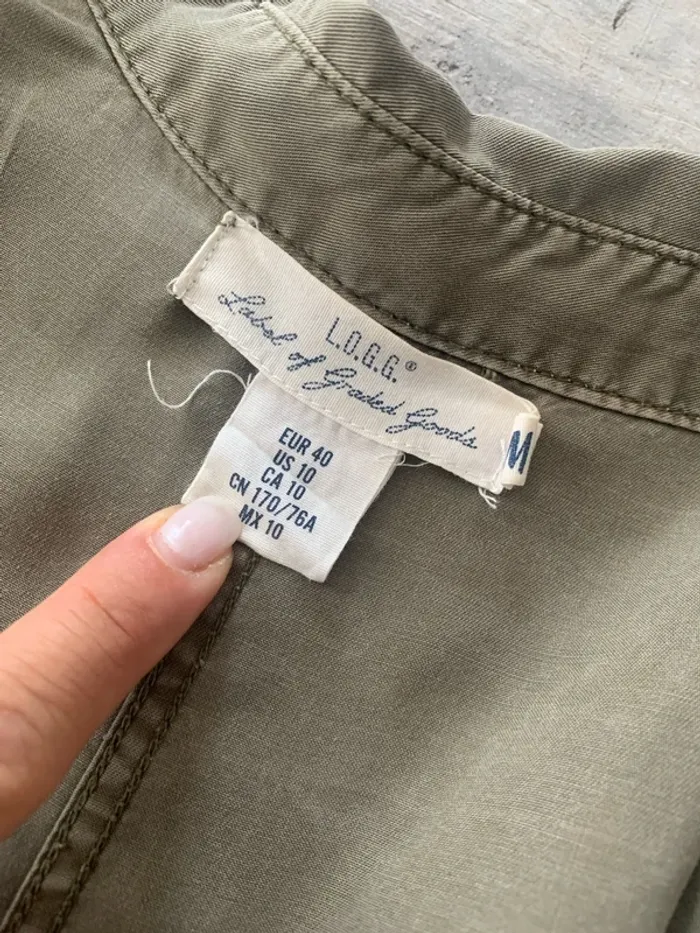 L.O.G.G.®
Label of Graded Goods
M
EUR 40
US 10
CA 10
CN 170/76A
MX 10